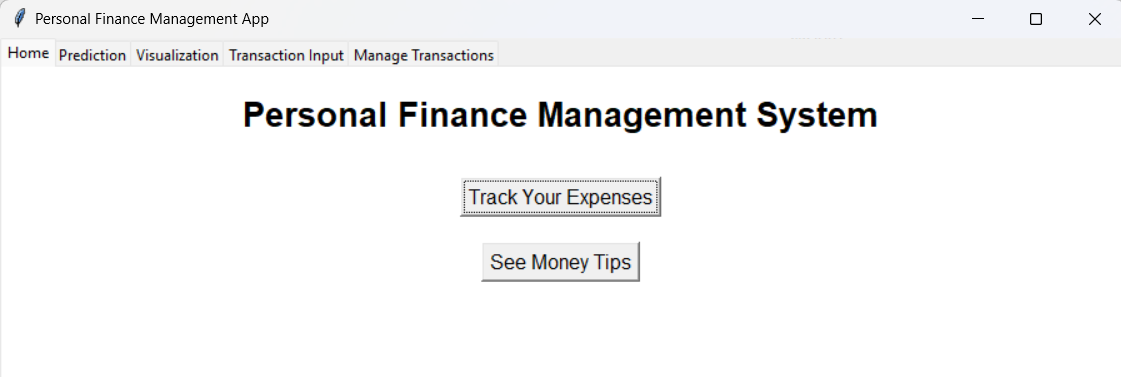 Personal Finance Management App
Home Prediction Visualization Transaction Input Manage Transactions
Personal Finance Management System
Track Your Expenses
See Money Tips